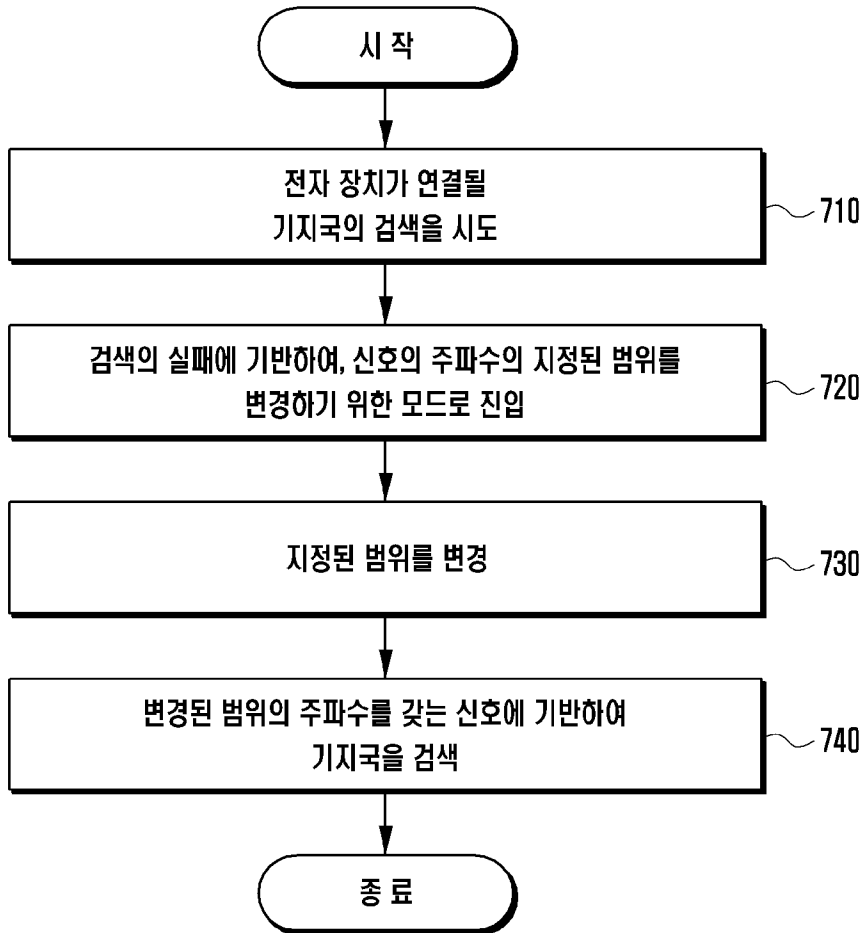 시 작
전자 장치가 연결될
기지국의 검색을 시도
710
검색의 실패에 기반하여, 신호의 주파수의 지정된 범위를
변경하기 위한 모드로 진입
720
지정된 범위를 변경
730
변경된 범위의 주파수를 갖는 신호에 기반하여
기지국을 검색
740
종 료